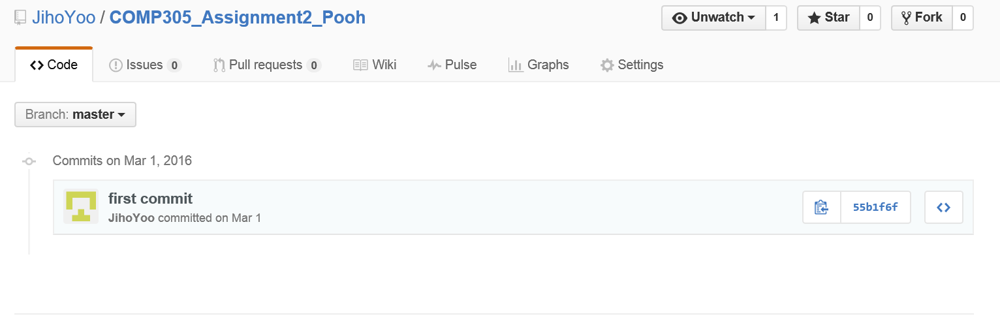 JihoYoo / COMP305_Assignment2_Pooh Unwatch 1 Star 0 Fork 0
Code Issues 0 Pull requests 0 Wiki Pulse Graphs Settings
Branch: master
Commits on Mar 1, 2016
first commit
JihoYoo committed on Mar 1
55b1f6f